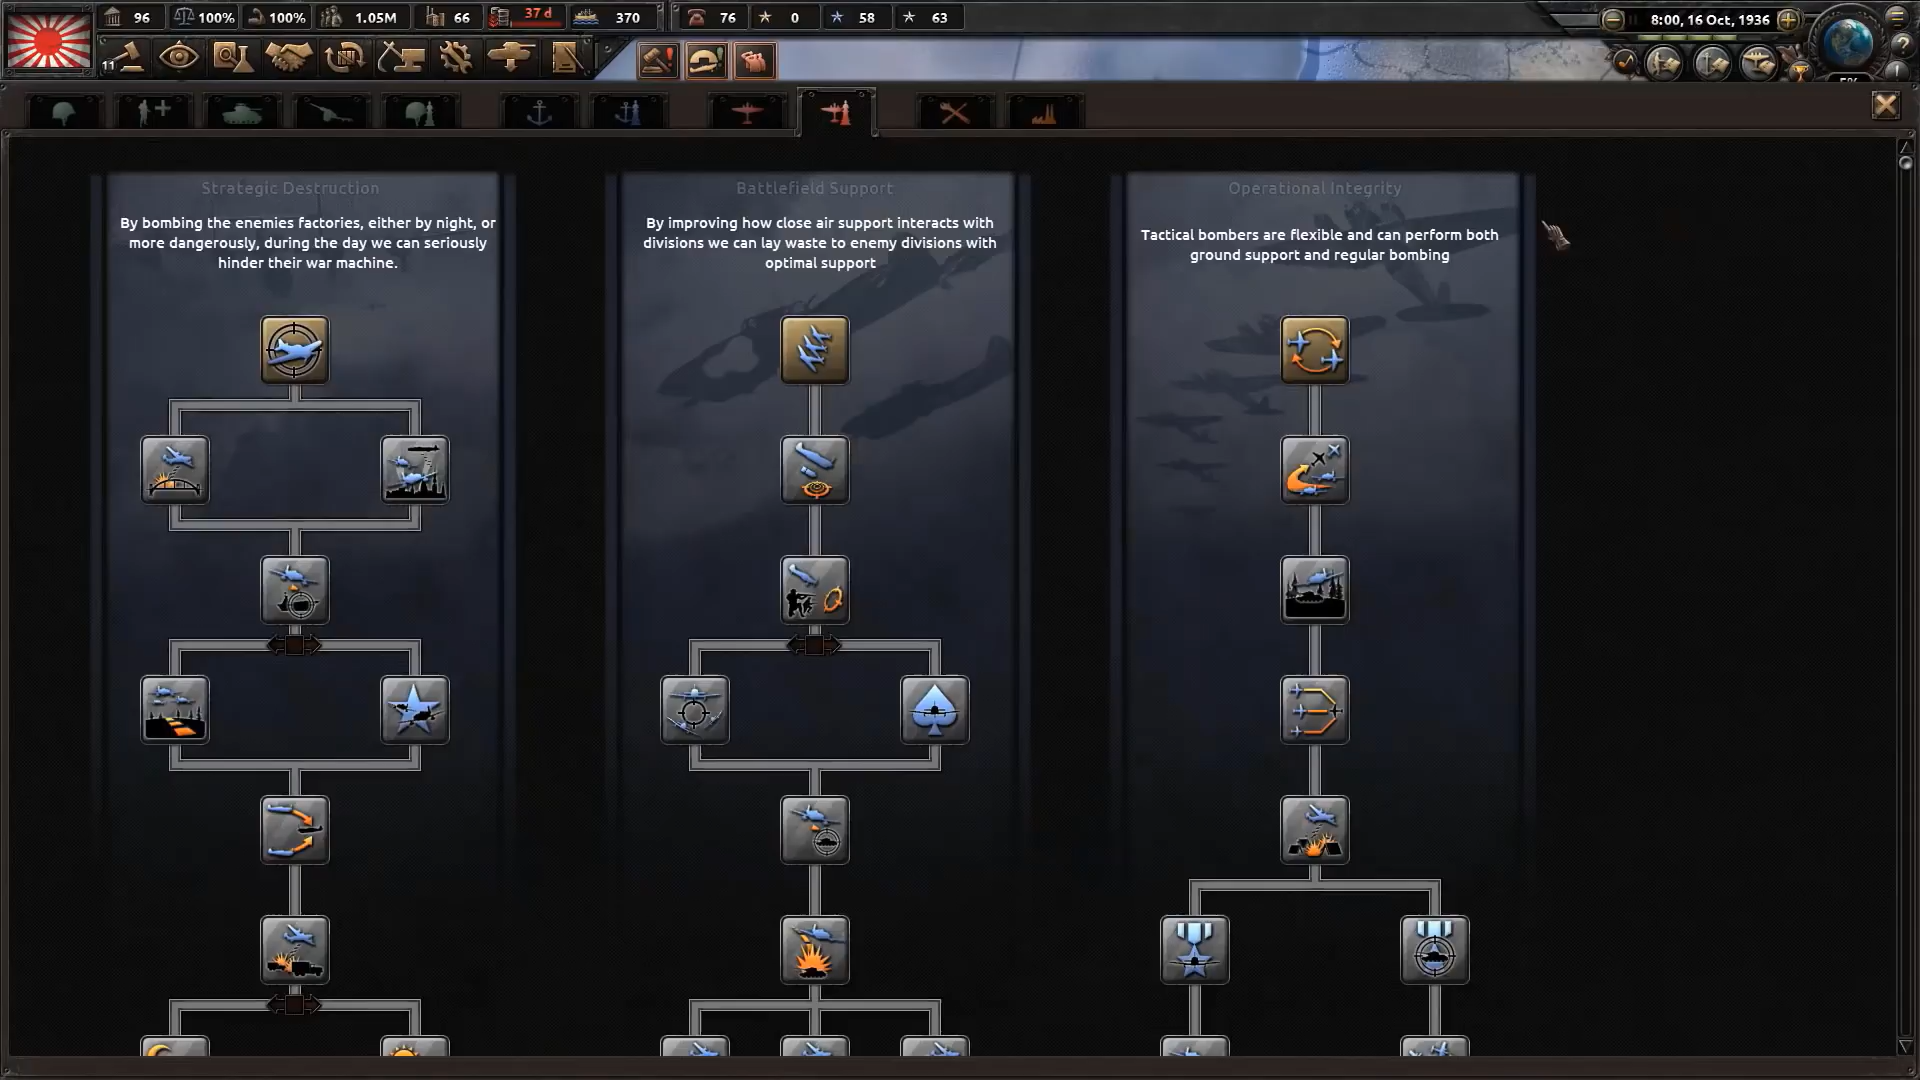 96 100% 100% 1.05M 66 37 d 370 76 0 58 63 8:00, 16 Oct, 1936
11
Strategic Destruction
By bombing the enemies factories, either by night, or
more dangerously, during the day we can seriously
hinder their war machine.
Battlefield Support
By improving how close air support interacts with
divisions we can lay waste to enemy divisions with
optimal support
Operational Integrity
Tactical bombers are flexible and can perform both
ground support and regular bombing